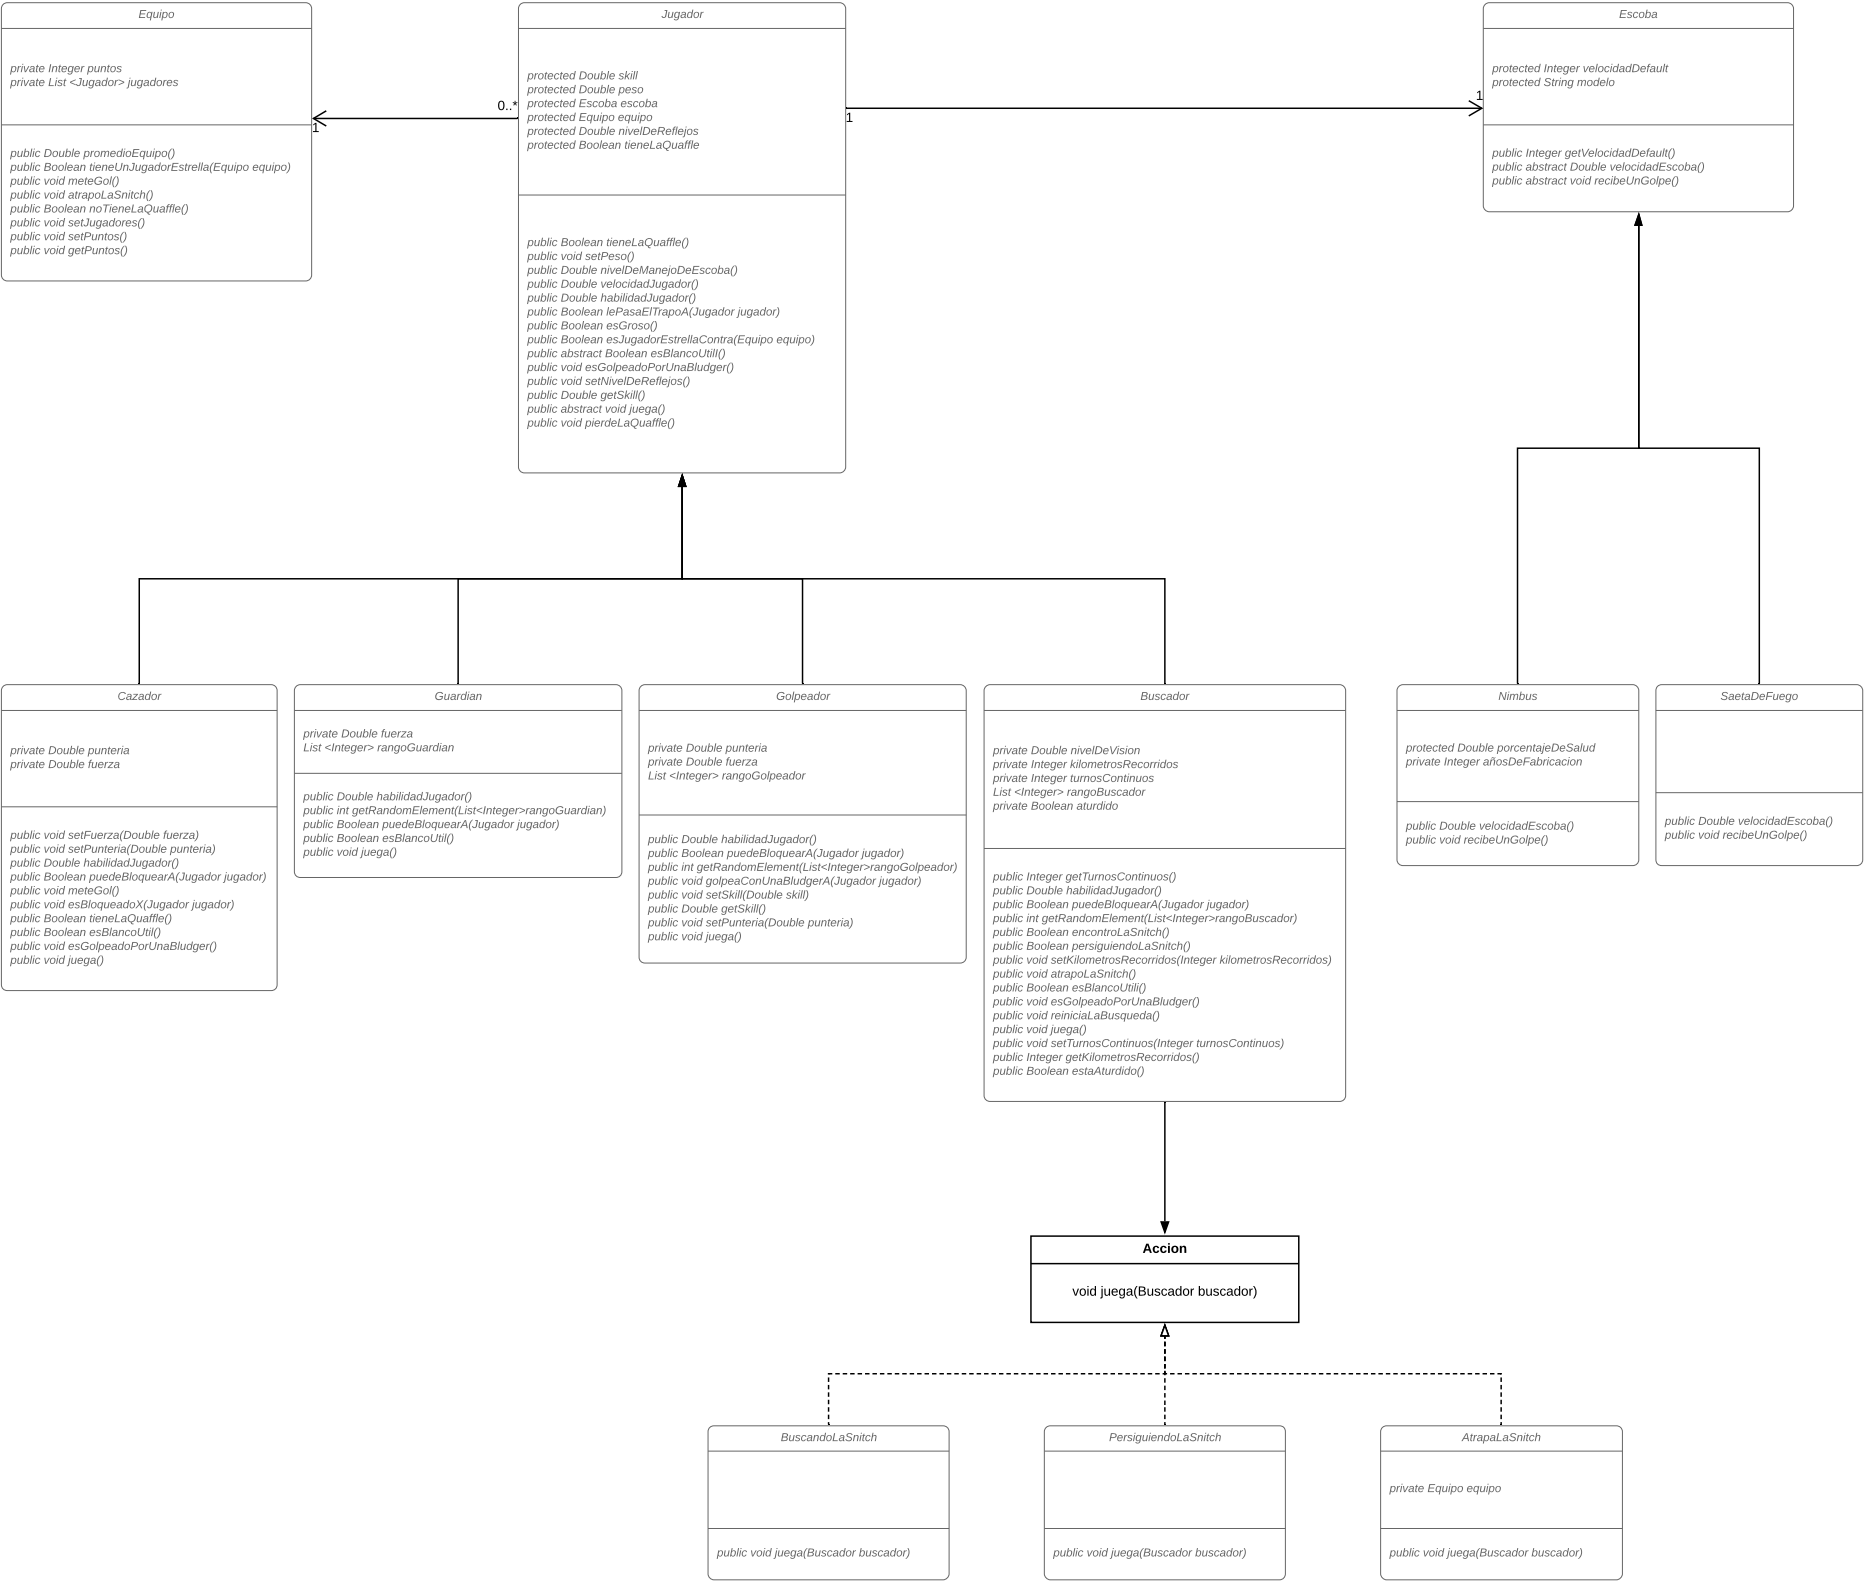 Equipo
private Integer puntos
private List <Jugador> jugadores
public Double promedioEquipo()
public Boolean tieneUnJugadorEstrella(Equipo equipo)
public void meteGol()
public void atrapoLaSnitch()
public Boolean noTieneLaQuaffle()
public void setJugadores()
public void setPuntos()
public void getPuntos()
1
0..*
Jugador
protected Double skill
protected Double peso
protected Escoba escoba
protected Equipo equipo
protected Double nivelDeReflejos
protected Boolean tieneLaQuaffle
public Boolean tieneLaQuaffle()
public void setPeso()
public Double nivelDeManejoDeEscoba()
public Double velocidadJugador()
public Double habilidadJugador()
public Boolean lePasaElTrapoA(Jugador jugador)
public Boolean esGroso()
public Boolean esJugadorEstrellaContra(Equipo equipo)
public abstract Boolean esBlancoUtilI()
public void esGolpeadoPorUnaBludger()
public void setNivelDeReflejos()
public Double getSkill()
public abstract void juega()
public void pierdeLaQuaffle()
1
1
Escoba
protected Integer velocidadDefault
protected String modelo
public Integer getVelocidadDefault()
public abstract Double velocidadEscoba()
public abstract void recibeUnGolpe()
Cazador
private Double punteria
private Double fuerza
public void setFuerza(Double fuerza)
public void setPunteria(Double punteria)
public Double habilidadJugador()
public Boolean puedeBloquearA(Jugador jugador)
public void meteGol()
public void esBloqueadoX(Jugador jugador)
public Boolean tieneLaQuaffle()
public Boolean esBlancoUtil()
public void esGolpeadoPorUnaBludger()
public void juega()
Guardian
private Double fuerza
List <Integer> rangoGuardian
public Double habilidadJugador()
public int getRandomElement(List<Integer>rangoGuardian)
public Boolean puedeBloquearA(Jugador jugador)
public Boolean esBlancoUtil()
public void juega()
Golpeador
private Double punteria
private Double fuerza
List <Integer> rangoGolpeador
public Double habilidadJugador()
public Boolean puedeBloquearA(Jugador jugador)
public int getRandomElement(List<Integer>rangoGolpeador)
public void golpeaConUnaBludgerA(Jugador jugador)
public void setSkill(Double skill)
public Double getSkill()
public void setPunteria(Double punteria)
public void juega()
Buscador
private Double nivelDeVision
private Integer kilometrosRecorridos
private Integer turnosContinuos
List <Integer> rangoBuscador
private Boolean aturdido
public Integer getTurnosContinuos()
public Double habilidadJugador()
public Boolean puedeBloquearA(Jugador jugador)
public int getRandomElement(List<Integer>rangoBuscador)
public Boolean encontroLaSnitch()
public Boolean persiguiendoLaSnitch()
public void setKilometrosRecorridos(Integer kilometrosRecorridos)
public void atrapoLaSnitch()
public Boolean esBlancoUtili()
public void esGolpeadoPorUnaBludger()
public void reiniciaLaBusqueda()
public void juega()
public void setTurnosContinuos(Integer turnosContinuos)
public Integer getKilometrosRecorridos()
public Boolean estaAturdido()
Nimbus
protected Double porcentajeDeSalud
private Integer añosDeFabricacion
public Double velocidadEscoba()
public void recibeUnGolpe()
SaetaDeFuego
public Double velocidadEscoba()
public void recibeUnGolpe()
Accion
void juega(Buscador buscador)
BuscandoLaSnitch
public void juega(Buscador buscador)
PersiguiendoLaSnitch
public void juega(Buscador buscador)
AtrapaLaSnitch
private Equipo equipo
public void juega(Buscador buscador)